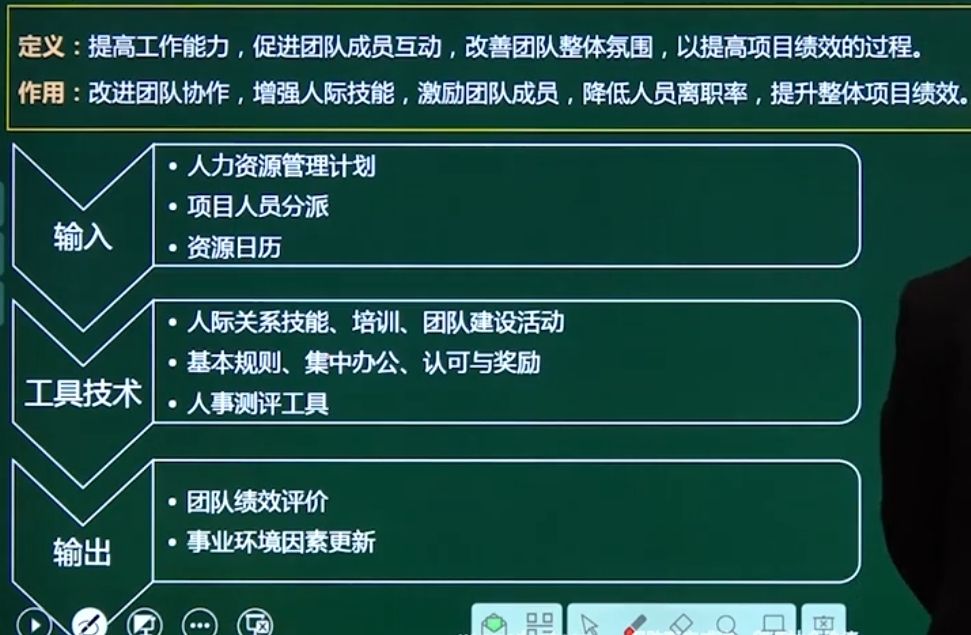 定义：提高工作能力，促进团队成员互动，改善团队整体氛围，以提高项目绩效的过程。
作用：改进团队协作，增强人际技能，激励团队成员，降低人员离职率，提升整体项目绩效。
输入
• 人力资源管理计划
• 项目人员分派
• 资源日历
工具技术
• 人际关系技能、培训、团队建设活动
• 基本规则、集中办公、认可与奖励
• 人事测评工具
输出
• 团队绩效评价
• 事业环境因素更新